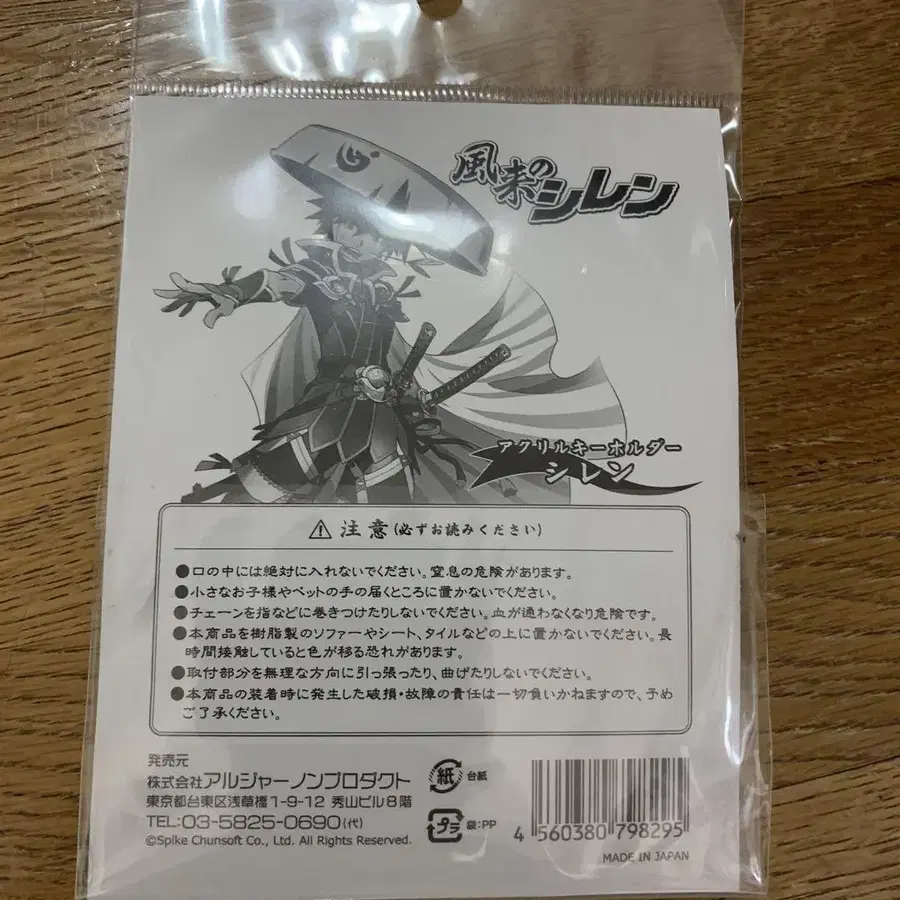 風来のシレン
アクリルキーホルダー
シレン
⚠ 注意(必ずお読みください)
●口の中には絶対に入れないでください。窒息の危険があります。
●小さなお子様やペットの手の届くところに置かないでください。
●チェーンを指などに巻きつけたりしないでください。血が通わなくなり危険です。
●本商品を樹脂製のソファーやシート、タイルなどの上に置かないでください。長
時間接触していると色が移る恐れがあります。
●取付部分を無理な方向に引っ張ったり、曲げたりしないでください。
●本商品の装着時に発生した破損・故障の責任は一切負いかねますので、予め
ご了承ください。
発売元
株式会社アルジャーノンプロダクト
東京都台東区浅草橋1-9-12 秀山ビル8階
TEL:03-5825-0690(代)
©Spike Chunsoft Co., Ltd. All Rights Reserved.
紙 台紙
プラ 袋:PP
4 560380 798295
MADE IN JAPAN